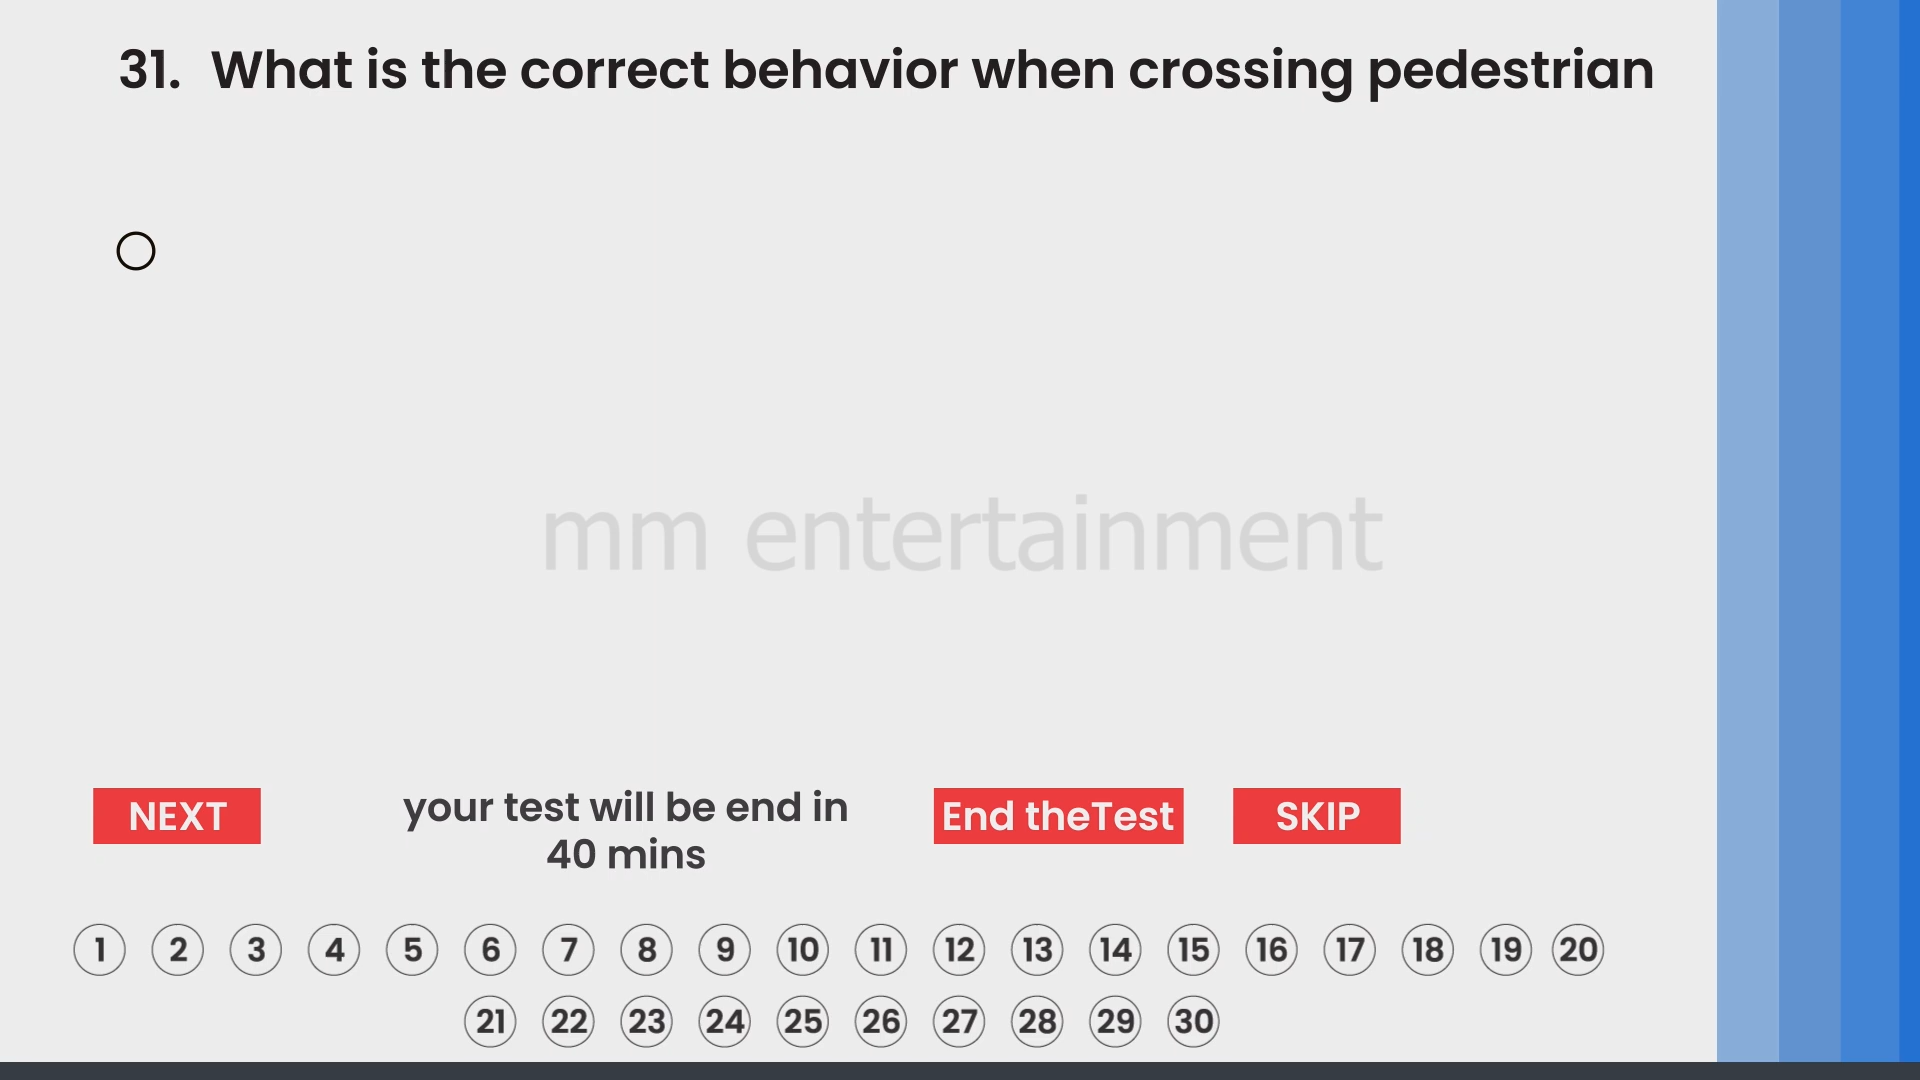 31. What is the correct behavior when crossing pedestrian
mm entertainment
NEXT
your test will be end in
40 mins
End theTest
SKIP
1 2 3 4 5 6 7 8 9 10 11 12 13 14 15 16 17 18 19 20
21 22 23 24 25 26 27 28 29 30